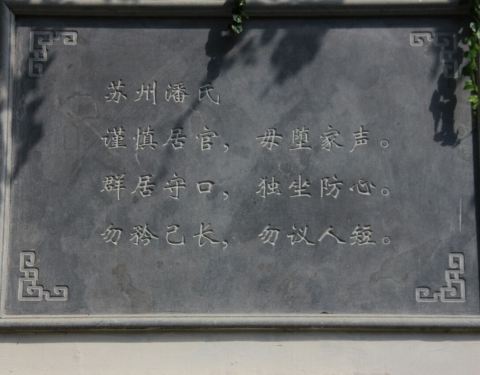 苏州潘氏
谨慎居官，毋堕家声。
群居守口，独坐防心。
勿矜己长，勿议人短。